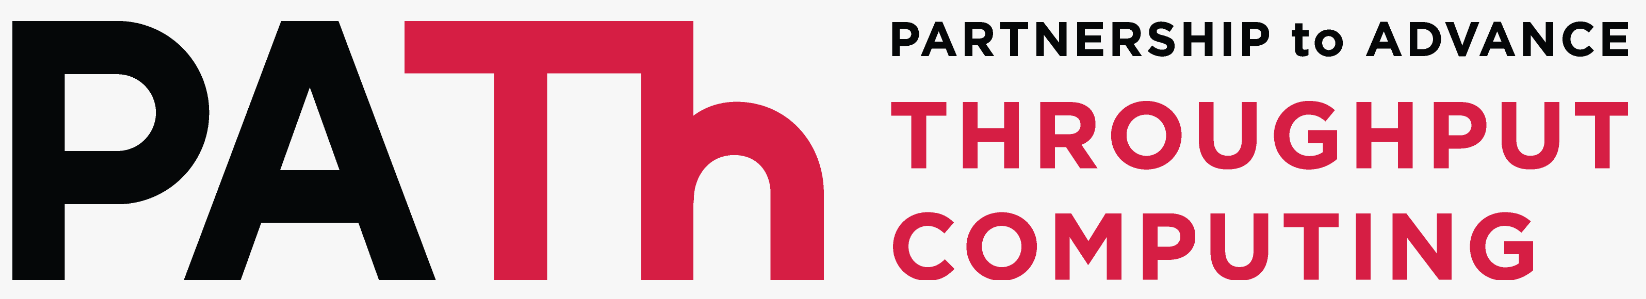 PATh
PARTNERSHIP to ADVANCE
THROUGHPUT
COMPUTING